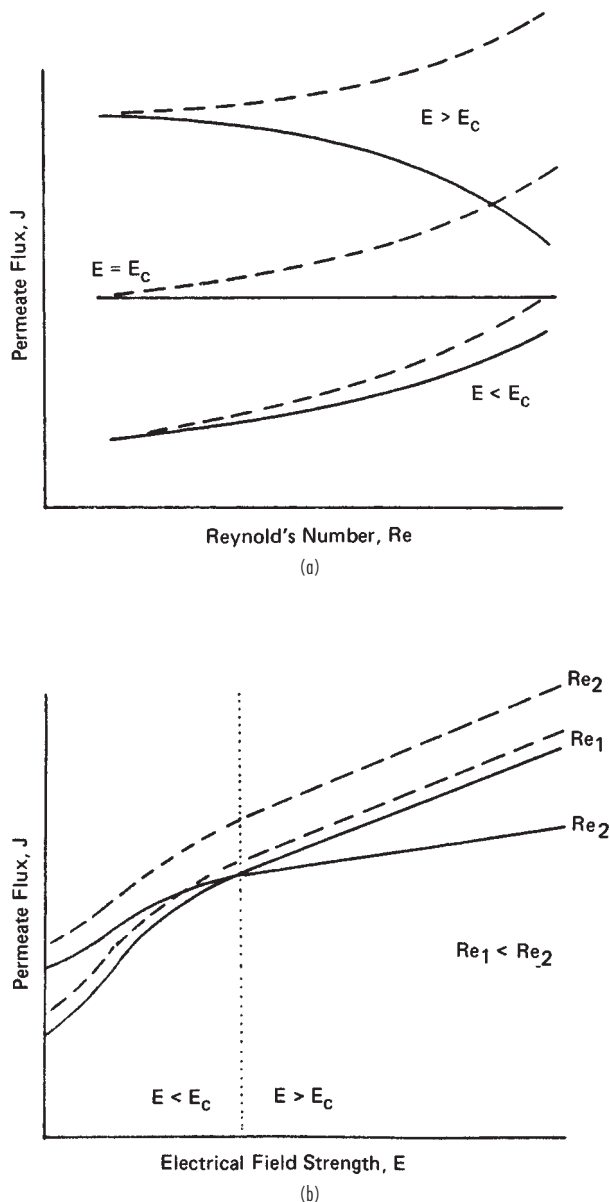 E > Ec
Permeate Flux, J
E = Ec
E < Ec
Reynold's Number, Re
(a)
Re2
Re1
Re2
Permeate Flux, J
Re1 < Re2
E < Ec
E > Ec
Electrical Field Strength, E
(b)